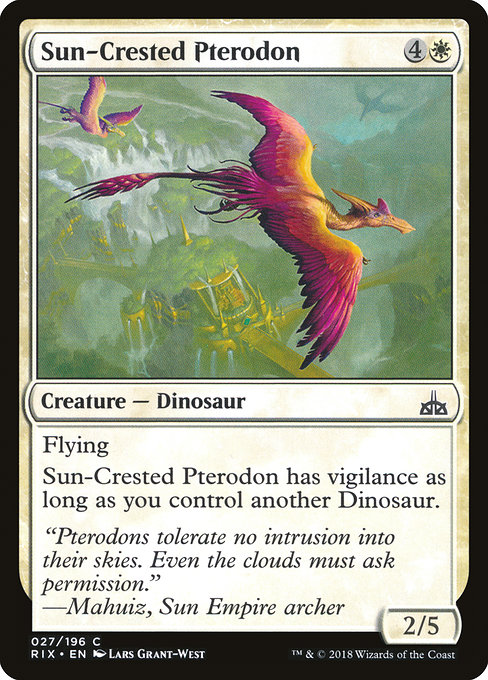 Sun-Crested Pterodon 4
Creature — Dinosaur
Flying
Sun-Crested Pterodon has vigilance as
long as you control another Dinosaur.
“Pterodons tolerate no intrusion into
their skies. Even the clouds must ask
permission.”
—Mahuiz, Sun Empire archer
2/5
027/196 C
RIX • EN Lars Grant-West
™ & © 2018 Wizards of the Coast